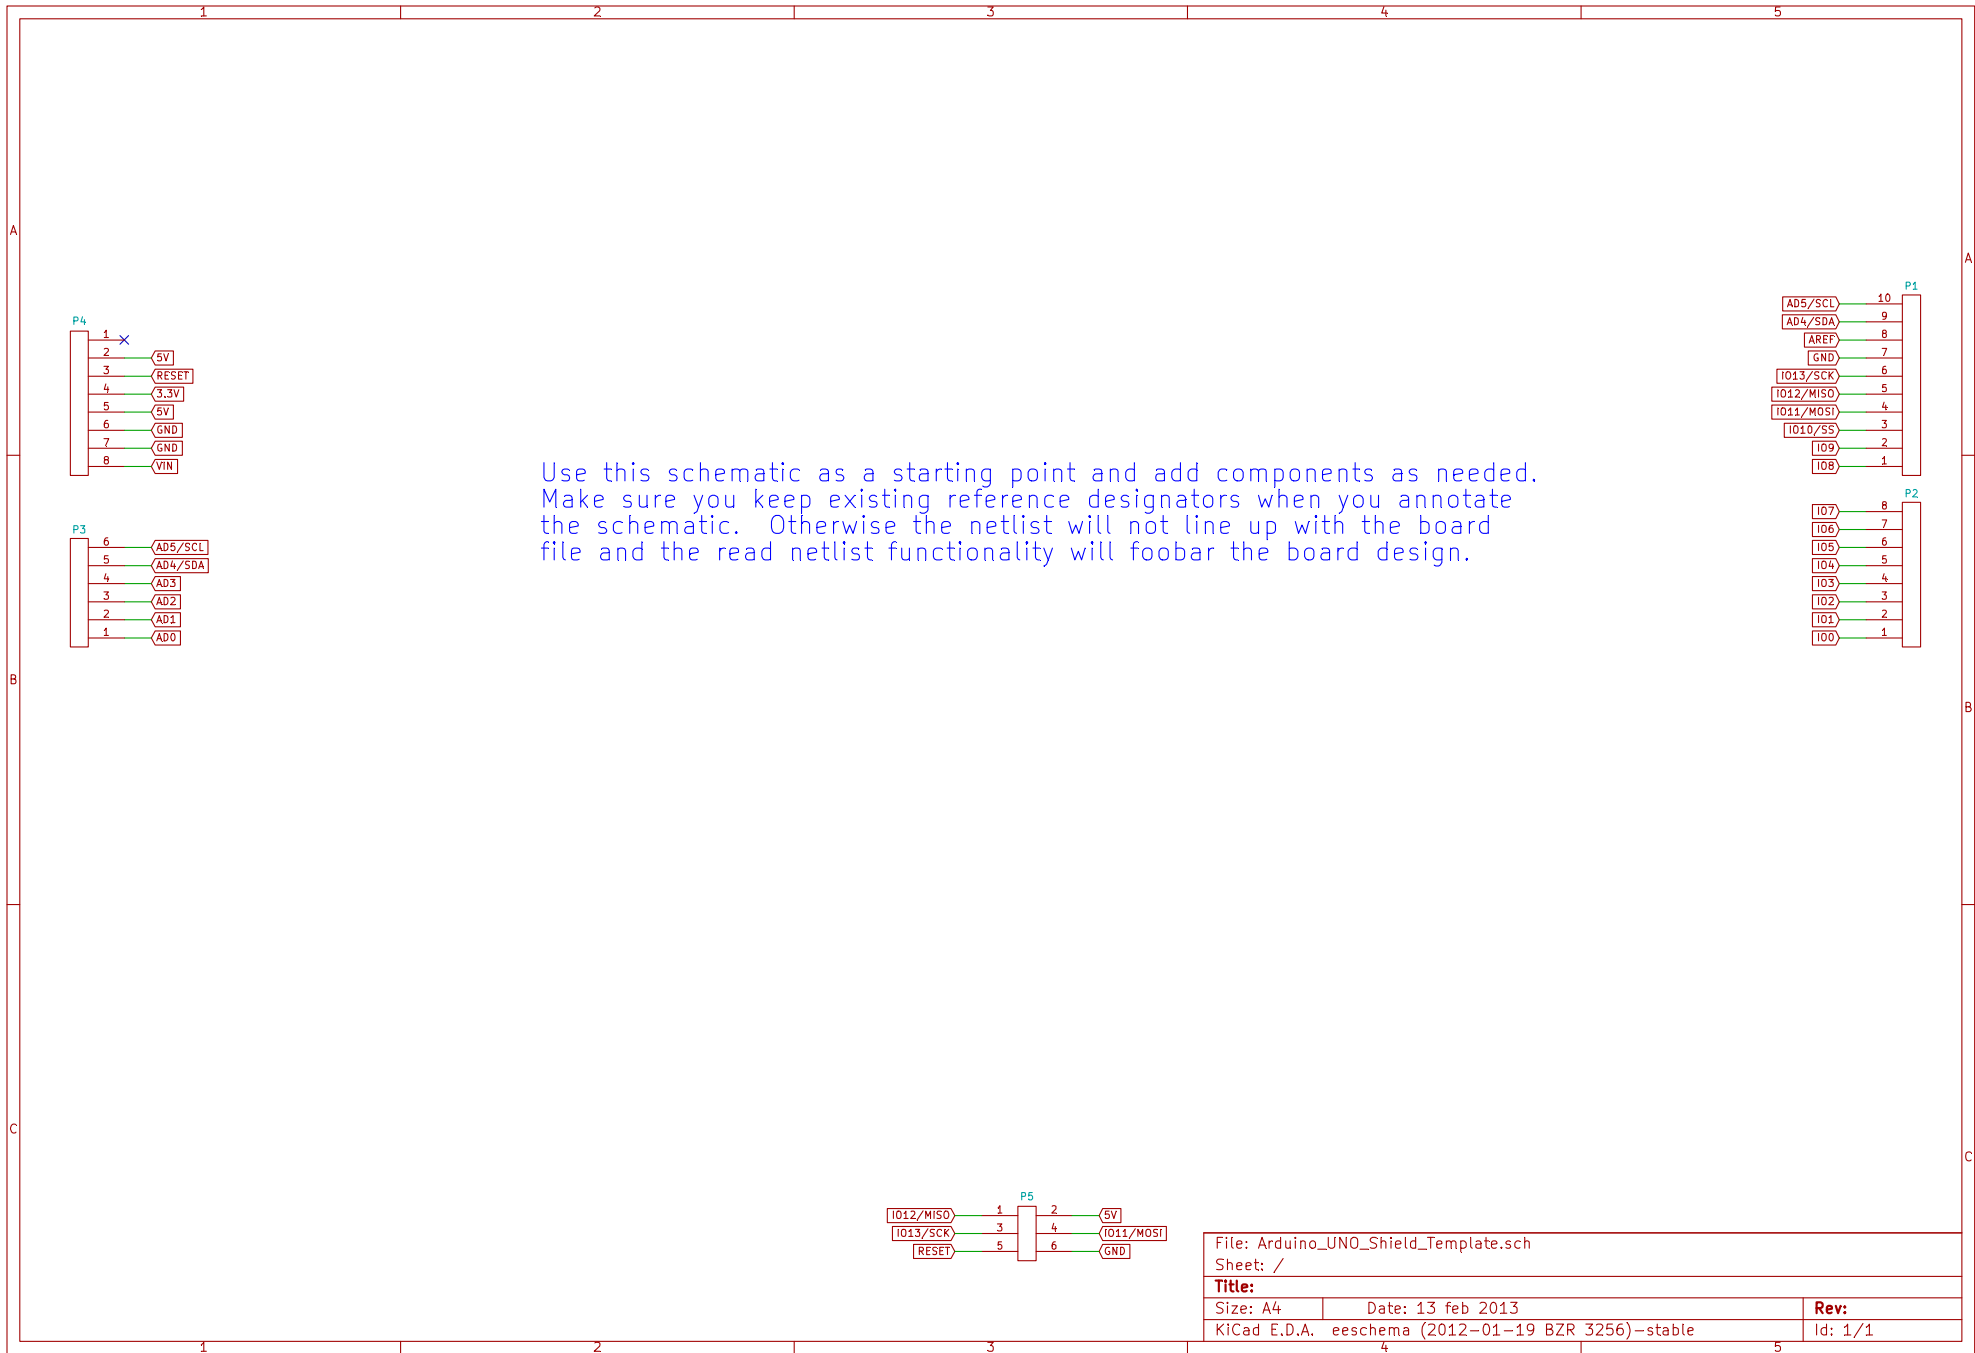 1 2 3 4 5
A
A
P4
1
2 5V
3 RESET
4 3.3V
5 5V
6 GND
7 GND
8 VIN
P3
6 AD5/SCL
5 AD4/SDA
4 AD3
3 AD2
2 AD1
1 AD0
Use this schematic as a starting point and add components as needed.
Make sure you keep existing reference designators when you annotate
the schematic.  Otherwise the netlist will not line up with the board
file and the read netlist functionality will foobar the board design.
P1
AD5/SCL 10
AD4/SDA 9
AREF 8
GND 7
IO13/SCK 6
IO12/MISO 5
IO11/MOSI 4
IO10/SS 3
IO9 2
IO8 1
P2
IO7 8
IO6 7
IO5 6
IO4 5
IO3 4
IO2 3
IO1 2
IO0 1
B
B
C
C
P5
IO12/MISO 1 2 5V
IO13/SCK 3 4 IO11/MOSI
RESET 5 6 GND
File: Arduino_UNO_Shield_Template.sch
Sheet: /
Title:
Size: A4 Date: 13 feb 2013 Rev:
KiCad E.D.A. eeschema (2012-01-19 BZR 3256)-stable Id: 1/1
1 2 3 4 5